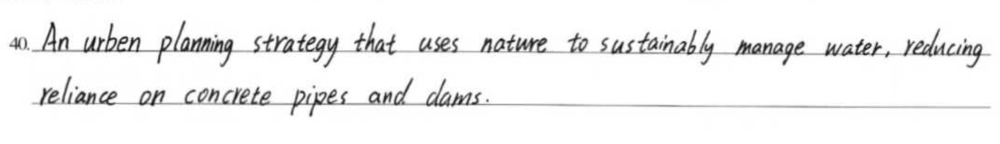 40. An urben planning strategy that uses nature to sustainably manage water, reducing
reliance on concrete pipes and dams.